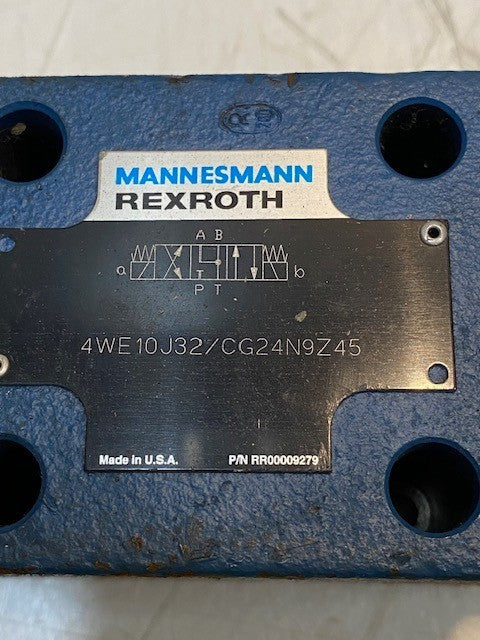 MANNESMANN
REXROTH
A B
a b
P T
4WE10J32/CG24N9Z45
Made in U.S.A. P/N RR00009279